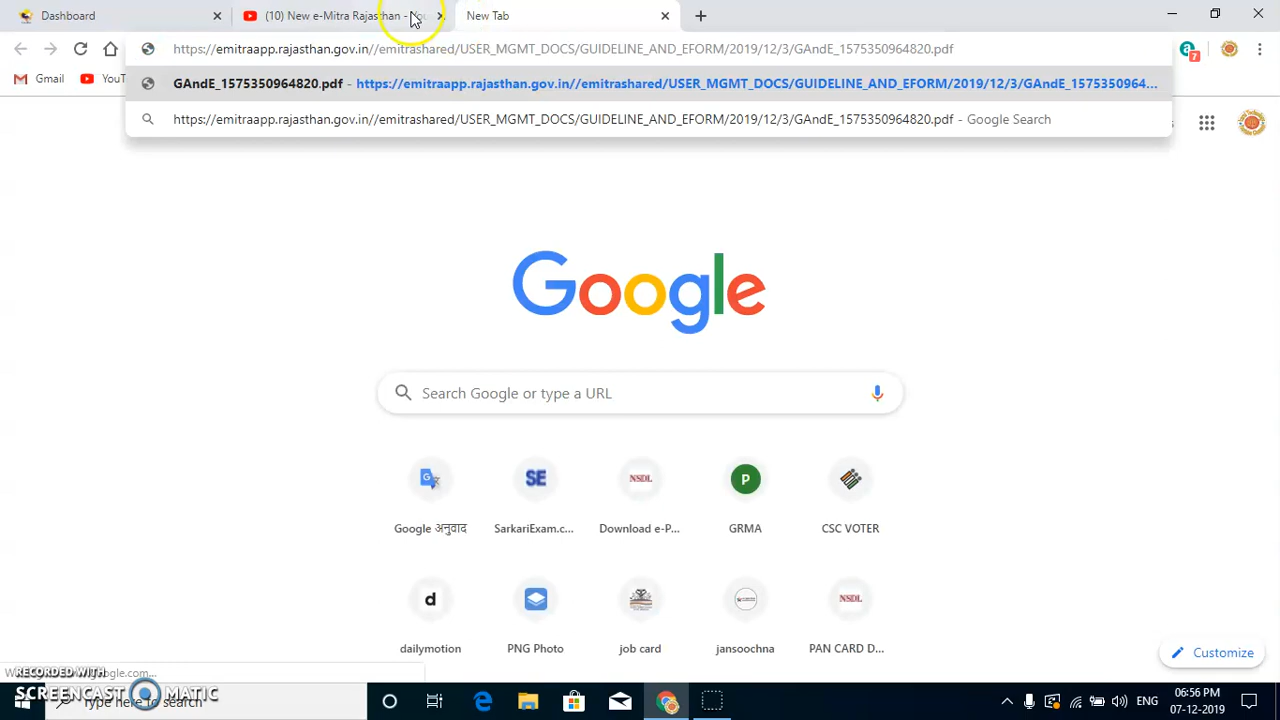 Dashboard
(10) New e-Mitra Rajasthan - You
New Tab
https://emitraapp.rajasthan.gov.in//emitrashared/USER_MGMT_DOCS/GUIDELINE_AND_EFORM/2019/12/3/GAndE_1575350964820.pdf
7
Gmail
YouT
GAndE_1575350964820.pdf - https://emitraapp.rajasthan.gov.in//emitrashared/USER_MGMT_DOCS/GUIDELINE_AND_EFORM/2019/12/3/GAndE_1575350964...
https://emitraapp.rajasthan.gov.in//emitrashared/USER_MGMT_DOCS/GUIDELINE_AND_EFORM/2019/12/3/GAndE_1575350964820.pdf - Google Search
Google
Search Google or type a URL
SE
NSDL
P
Google अनुवाद
SarkariExam.c...
Download e-P...
GRMA
CSC VOTER
d
NSDL
dailymotion
PNG Photo
job card
jansoochna
PAN CARD D...
Customize
RECORDED WITH
SCREENCAST MATIC
Type here to search
ENG
06:56 PM
07-12-2019